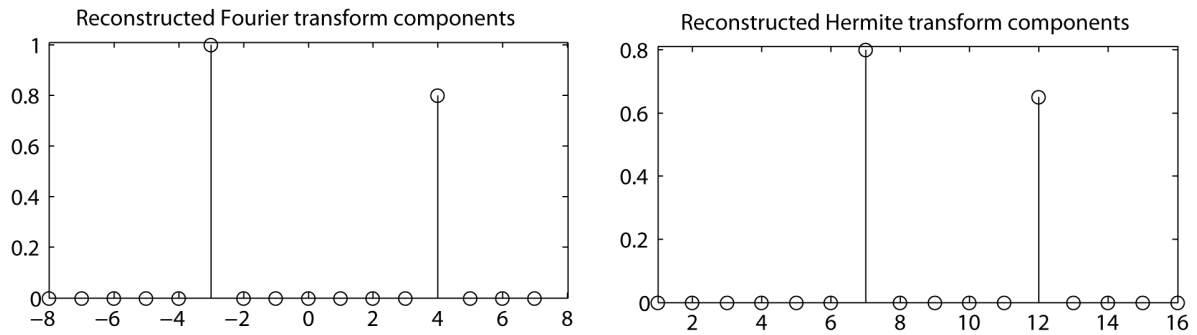 Reconstructed Fourier transform components
1
0.8
0.6
0.4
0.2
0
−8 −6 −4 −2 0 2 4 6 8
Reconstructed Hermite transform components
0.8
0.6
0.4
0.2
0
2 4 6 8 10 12 14 16